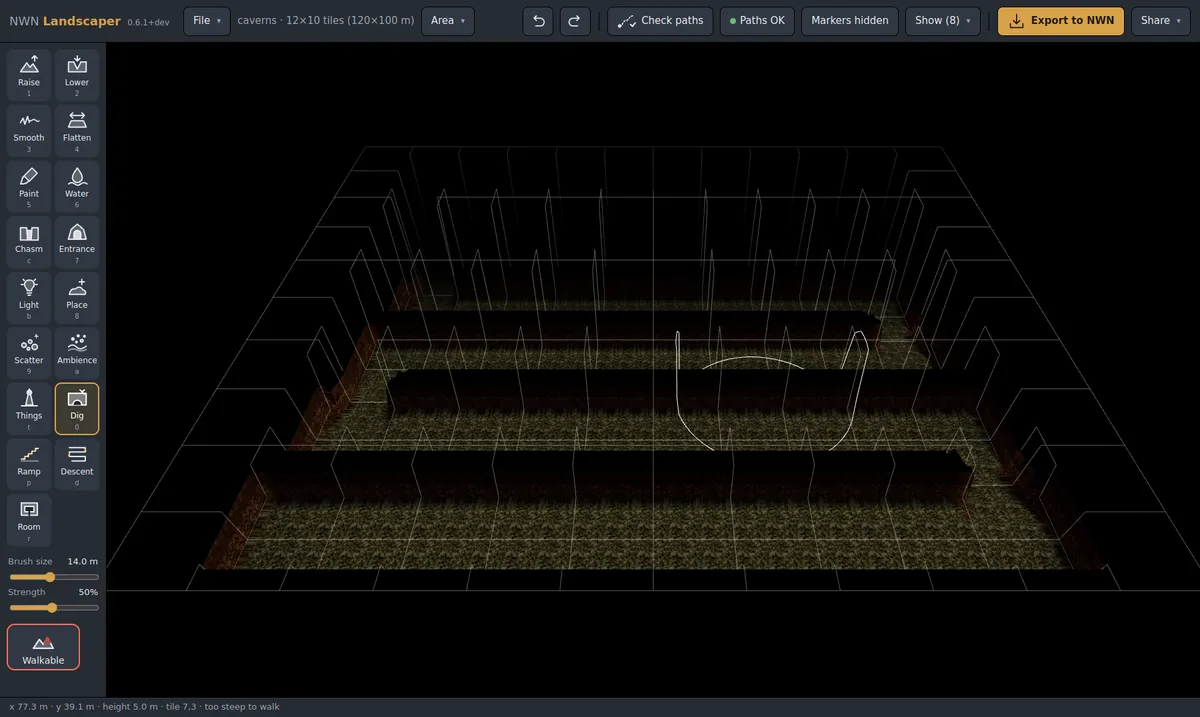 NWN Landscaper 0.6.1+dev File ▾ caverns · 12×10 tiles (120×100 m) Area ▾ Check paths Paths OK Markers hidden Show (8) ▾ Export to NWN Share ▾
Raise Lower
1 2
Smooth Flatten
3 4
Paint Water
5 6
Chasm Entrance
c 7
Light Place
b 8
Scatter Ambience
9 a
Things Dig
t 0
Ramp Descent
p d
Room
r
Brush size 14.0 m
Strength 50%
Walkable
x 77.3 m · y 39.1 m · height 5.0 m · tile 7,3 · too steep to walk